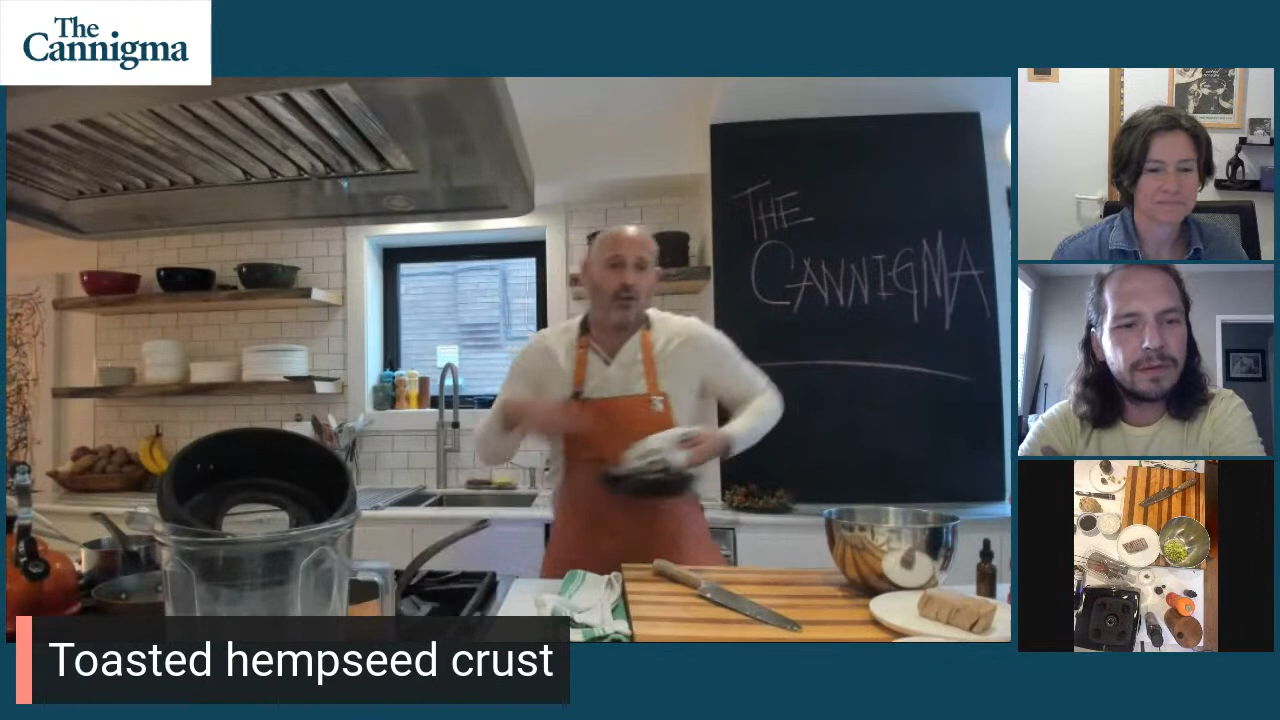 The
Cannigma
THE
CANNIGMA
Toasted hempseed crust